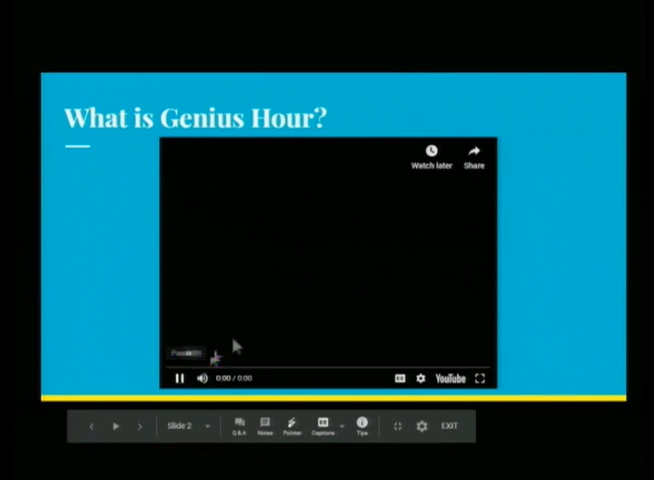 What is Genius Hour?
Watch later
Share
0:00 / 0:00
YouTube
Slide 2
Q&A
Notes
Pointer
Captions
Tips
EXIT